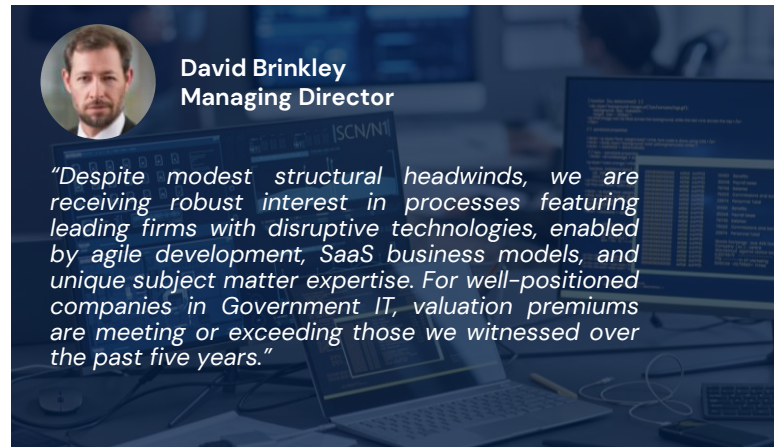 David Brinkley
Managing Director
|SCN/N1|
“Despite modest structural headwinds, we are
receiving robust interest in processes featuring
leading firms with disruptive technologies, enabled
by agile development, SaaS business models, and
unique subject matter expertise. For well-positioned
companies in Government IT, valuation premiums
are meeting or exceeding those we witnessed over
the past five years.”